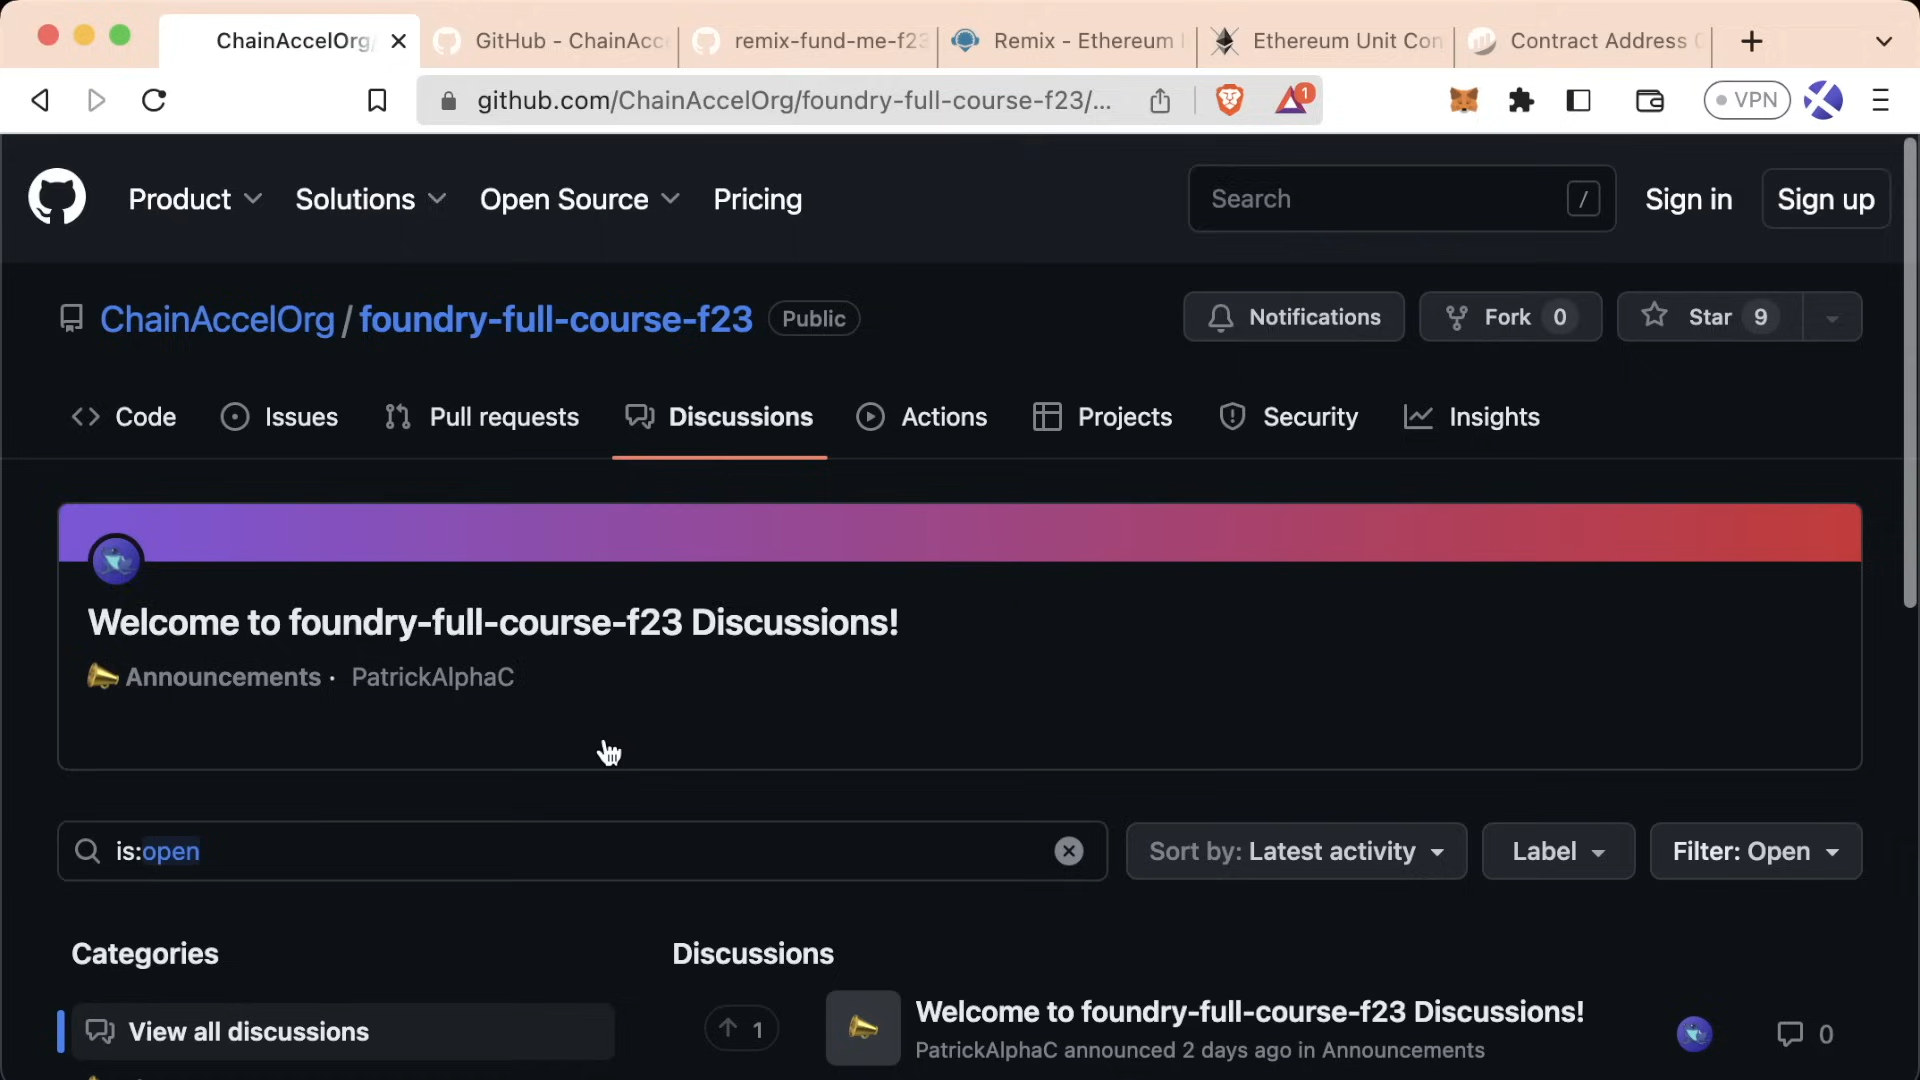 ChainAccelOrg
GitHub - ChainAcc
remix-fund-me-f23
Remix - Ethereum
Ethereum Unit Con
Contract Address
github.com/ChainAccelOrg/foundry-full-course-f23/...
1
VPN
Product
Solutions
Open Source
Pricing
Search
/
Sign in
Sign up
ChainAccelOrg / foundry-full-course-f23
Public
Notifications
Fork 0
Star 9
Code
Issues
Pull requests
Discussions
Actions
Projects
Security
Insights
Welcome to foundry-full-course-f23 Discussions!
Announcements · PatrickAlphaC
is:open
Sort by: Latest activity
Label
Filter: Open
Categories
Discussions
View all discussions
1
Welcome to foundry-full-course-f23 Discussions!
PatrickAlphaC announced 2 days ago in Announcements
0